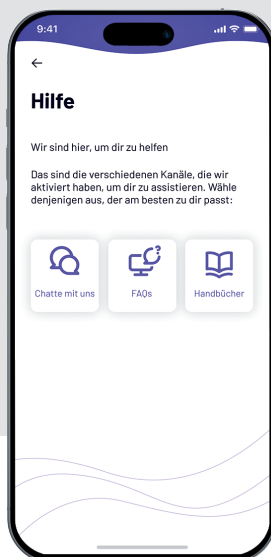 9:41
Hilfe
Wir sind hier, um dir zu helfen
Das sind die verschiedenen Kanäle, die wir
aktiviert haben, um dir zu assistieren. Wähle
denjenigen aus, der am besten zu dir passt:
Chatte mit uns
FAQs
Handbücher